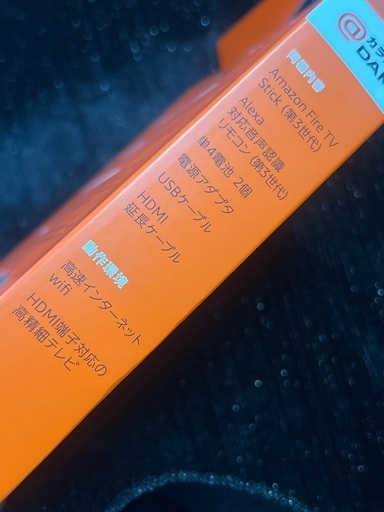 カラ
DAM
同梱内容
Amazon Fire TV
Stick (第3世代)
Alexa
対応音声認識
リモコン (第3世代)
単4電池 2個
電源アダプタ
USBケーブル
HDMI
延長ケーブル
動作環境
高速インターネット
wifi
HDMI端子対応の
高精細テレビ